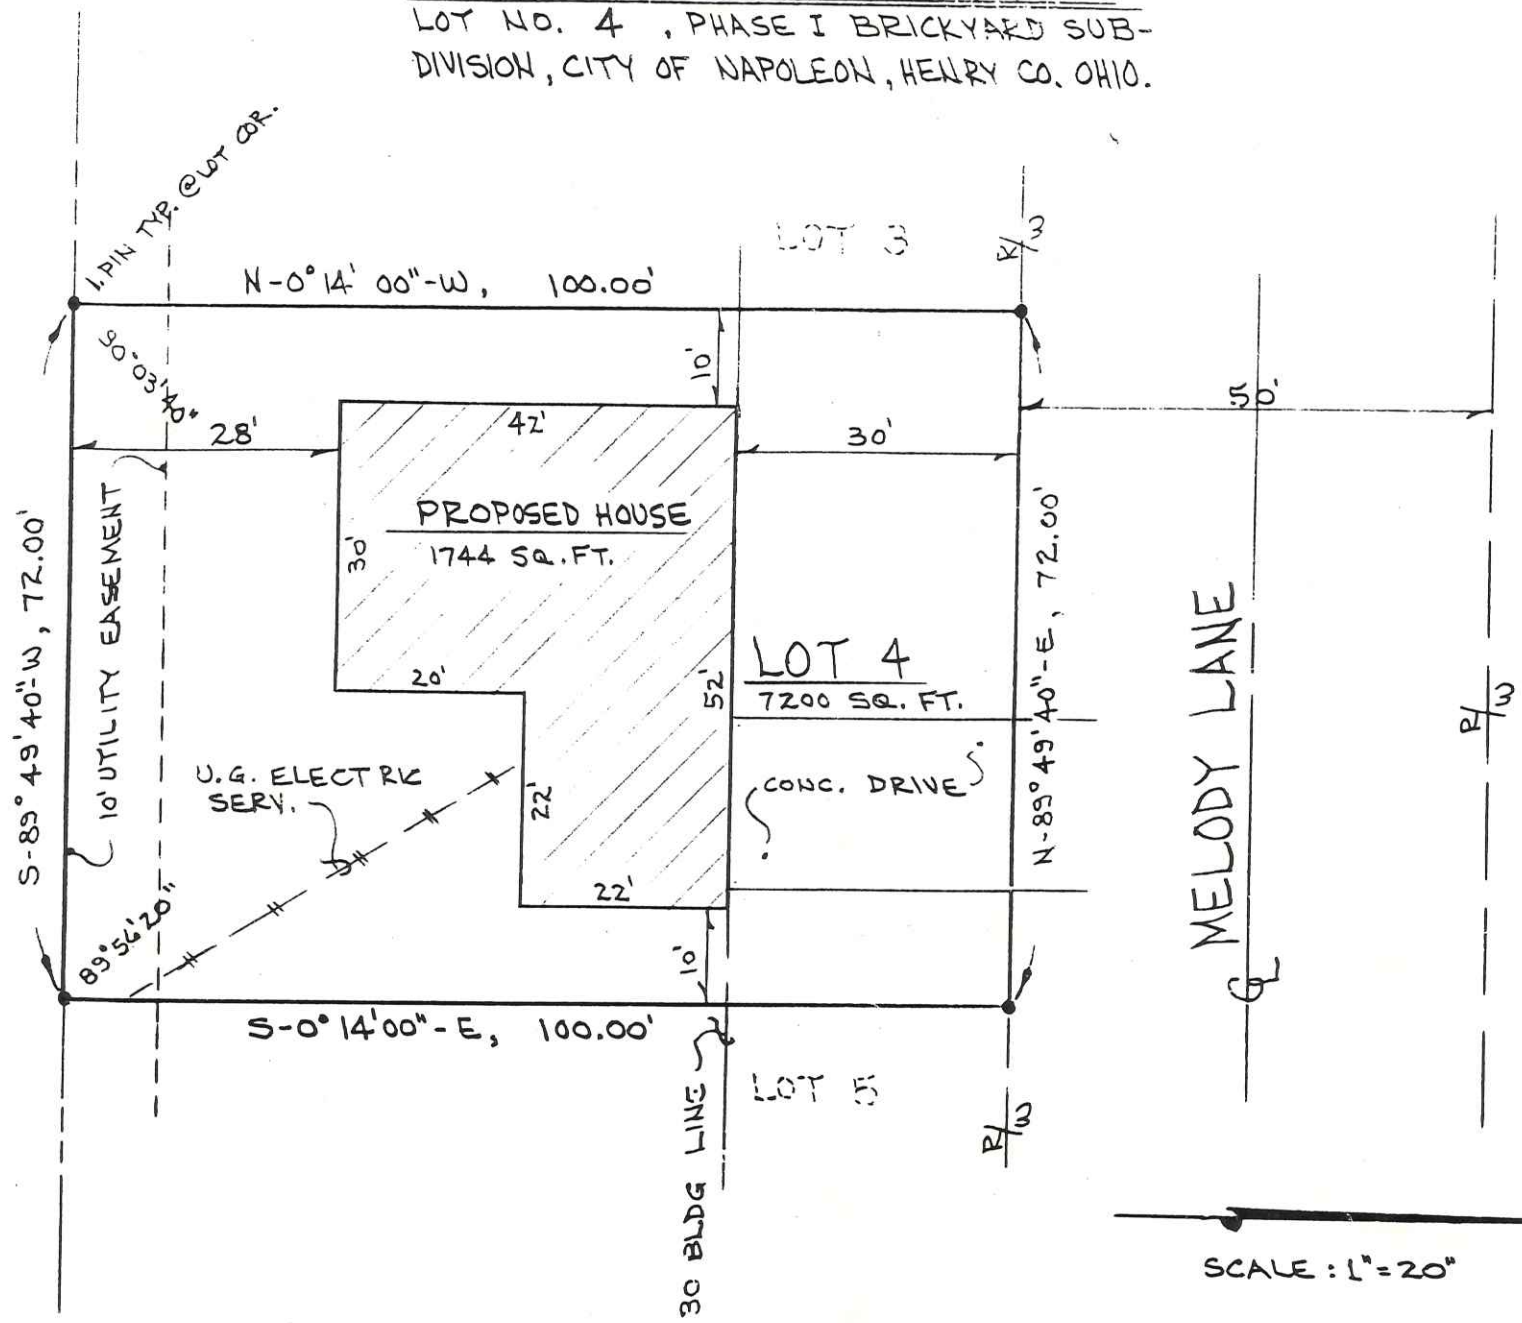 LOT NO. 4 , PHASE I BRICKYARD SUB-
DIVISION, CITY OF NAPOLEON, HENRY CO. OHIO.
I. PIN TYP. @ LOT COR.
LOT 3
R/W
N-0° 14' 00"-W, 100.00'
90°03'40"
10'
28'
42'
30'
50'
PROPOSED HOUSE
1744 SQ. FT.
30'
10' UTILITY EASEMENT
S-89° 49' 40"-W, 72.00'
N-89° 49' 40"-E, 72.00'
LOT 4
7200 SQ. FT.
52'
20'
MELODY LANE
R/W
U.G. ELECTRIC
SERV.
22'
CONC. DRIVE
22'
89°56'20"
10'
CL
S-0° 14' 00"-E, 100.00'
LOT 5
30 BLDG LINE
R/W
SCALE: 1"=20"